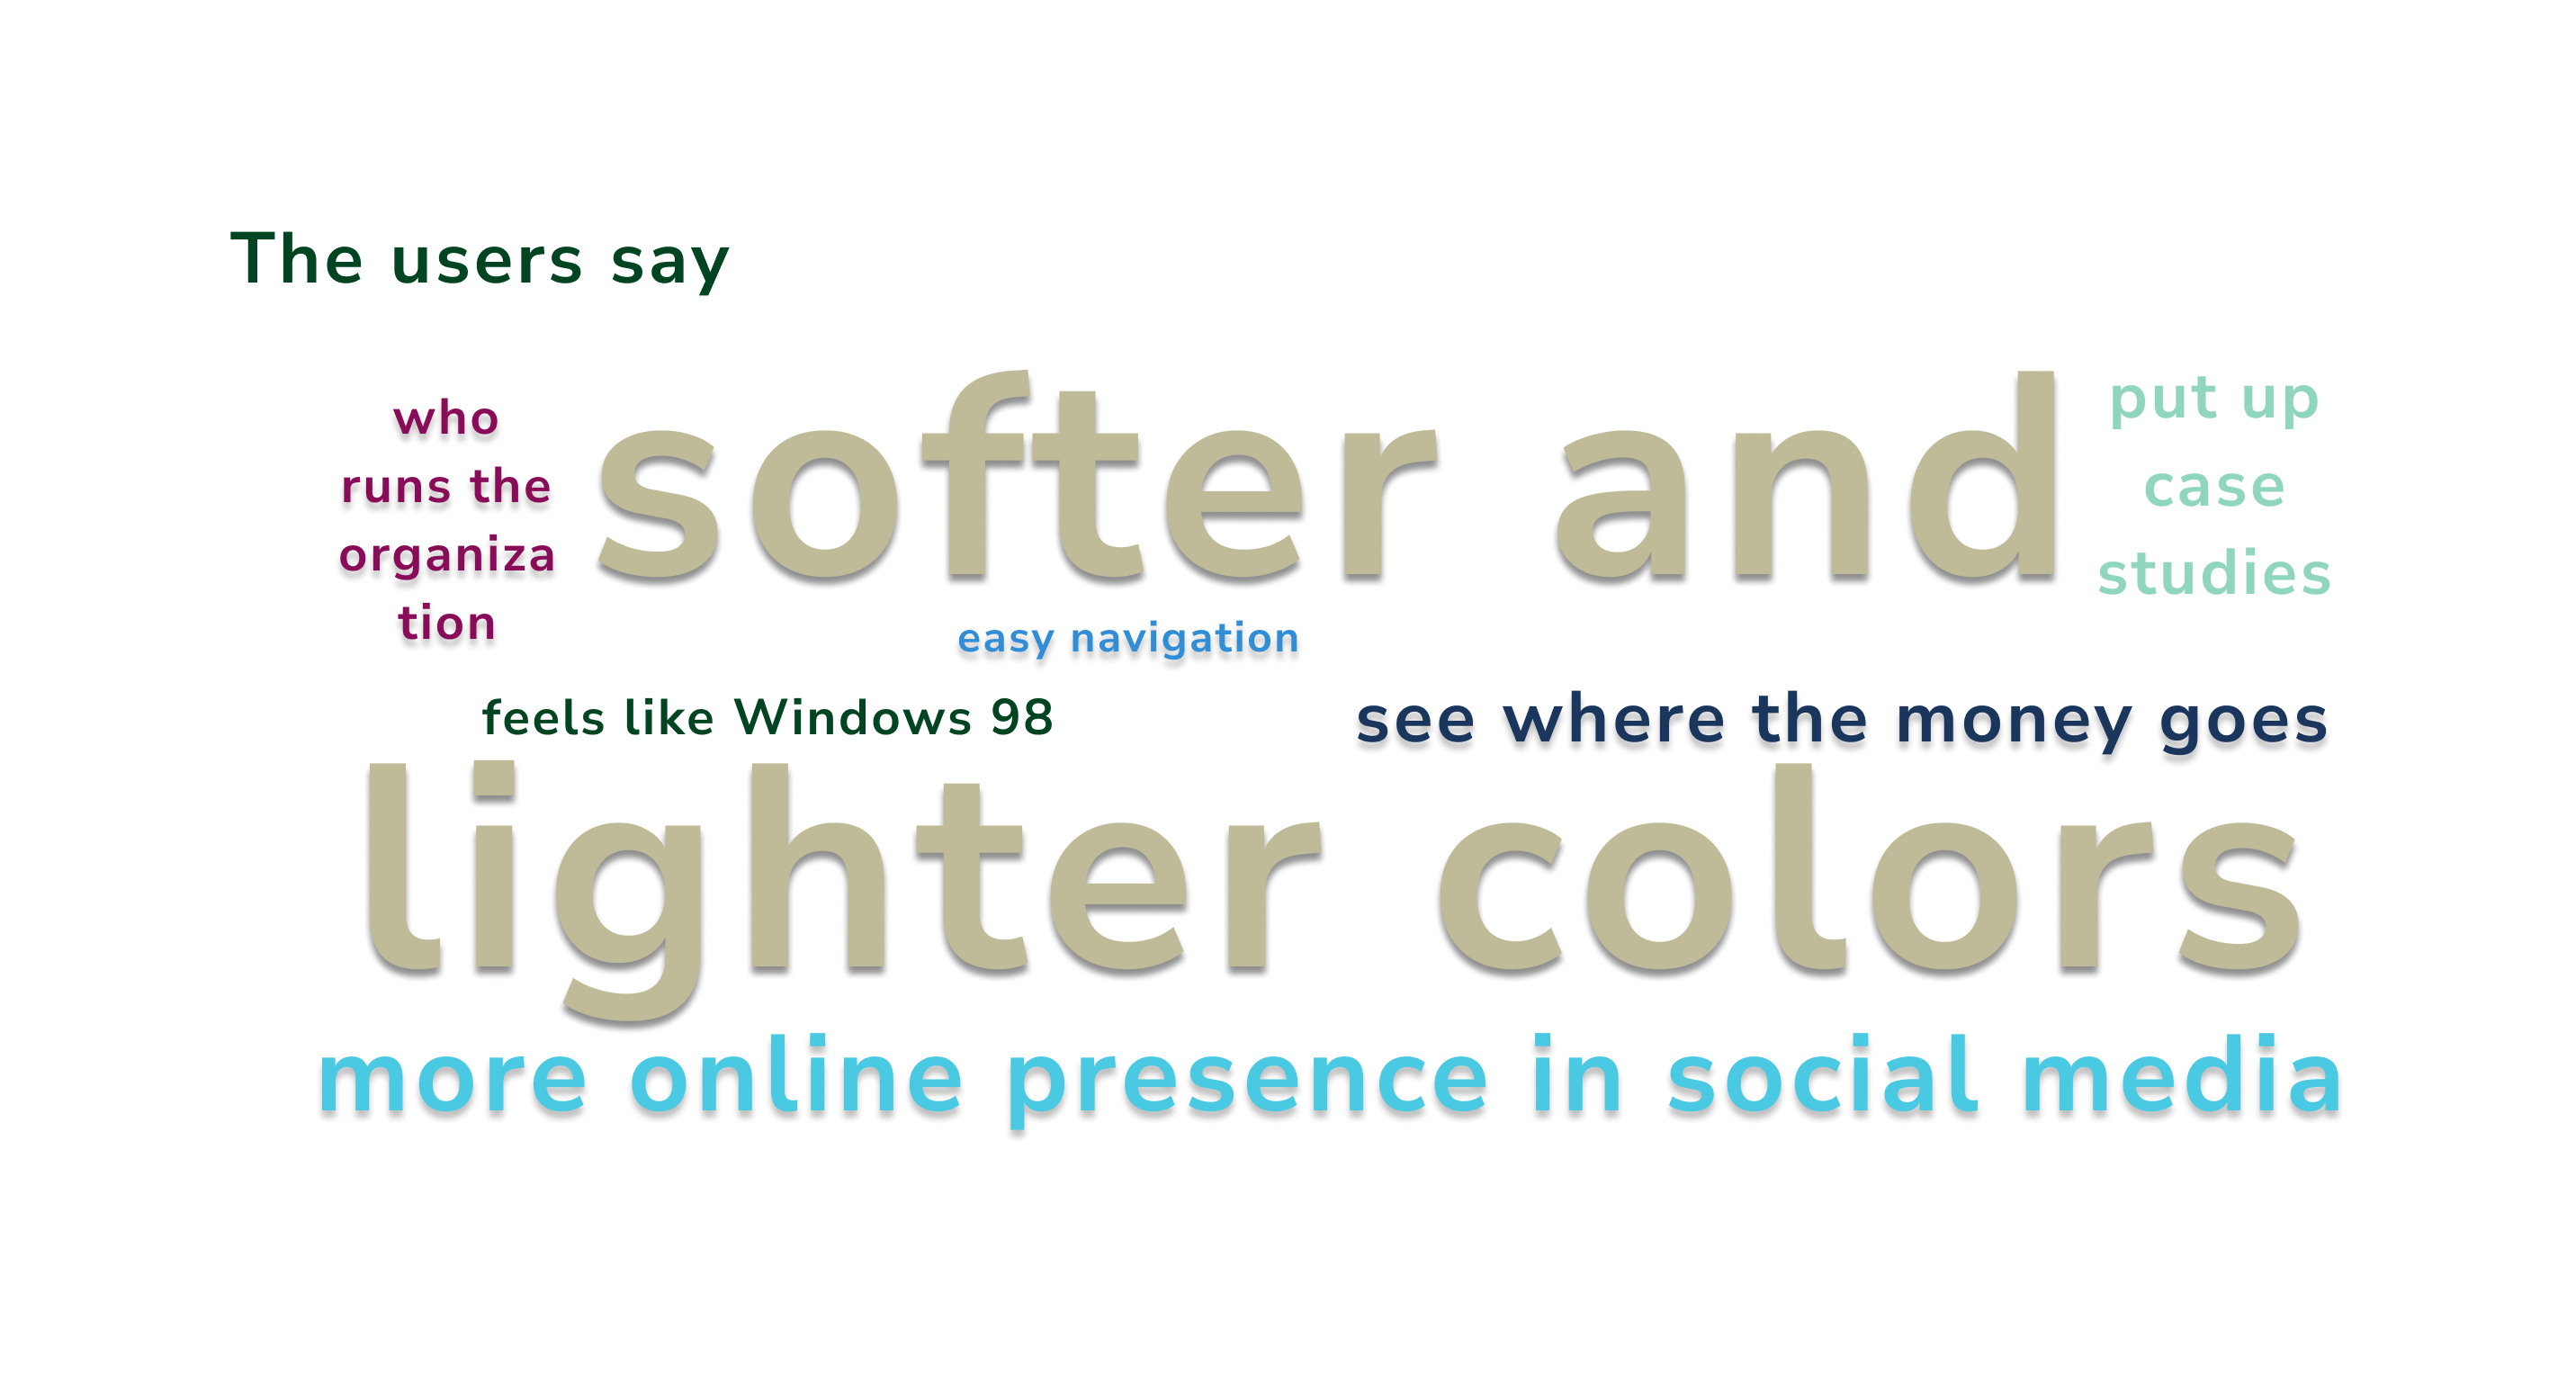 The users say
who
runs the
organiza
tion
softer and
put up
case
studies
easy navigation
feels like Windows 98
see where the money goes
lighter colors
more online presence in social media